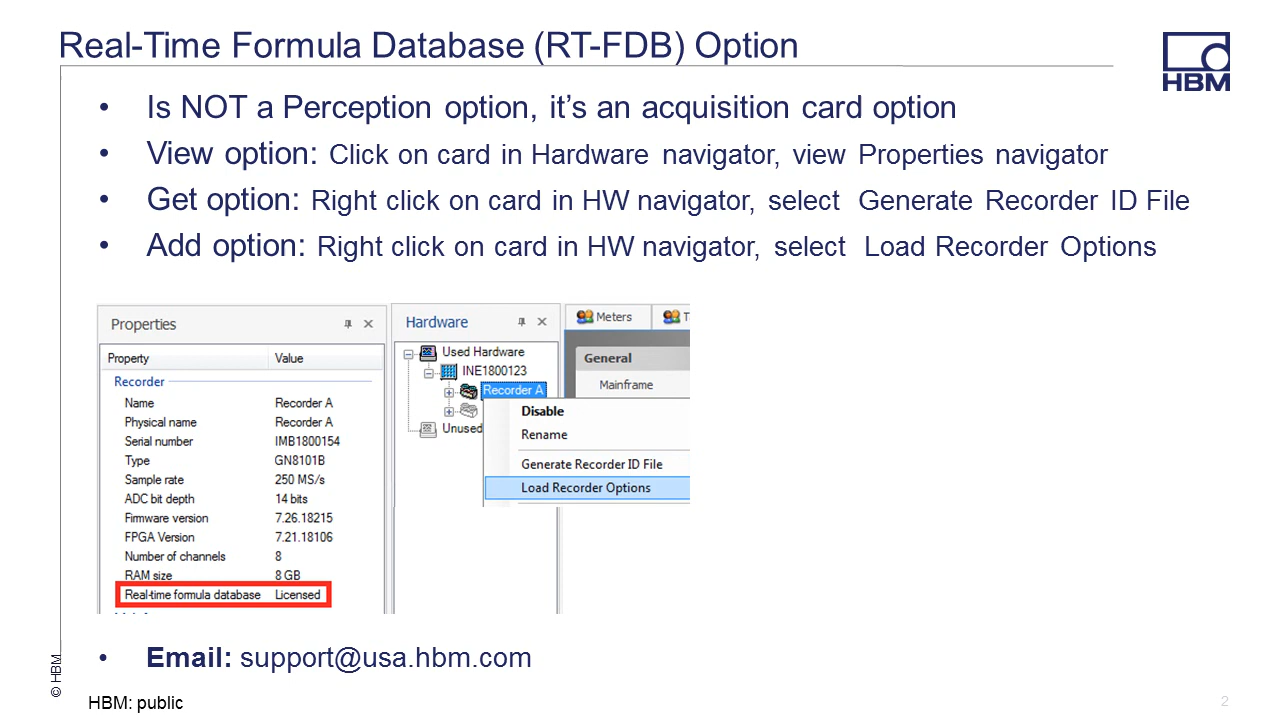 Real-Time Formula Database (RT-FDB) Option
HBM
• Is NOT a Perception option, it's an acquisition card option
• View option: Click on card in Hardware navigator, view Properties navigator
• Get option: Right click on card in HW navigator, select Generate Recorder ID File
• Add option: Right click on card in HW navigator, select Load Recorder Options
Properties
Property Value
Recorder
Name Recorder A
Physical name Recorder A
Serial number IMB1800154
Type GN8101B
Sample rate 250 MS/s
ADC bit depth 14 bits
Firmware version 7.26.18215
FPGA Version 7.21.18106
Number of channels 8
RAM size 8 GB
Real-time formula database Licensed
Hardware
Used Hardware
INE1800123
Recorder A
Unused
Meters
General
Mainframe
Disable
Rename
Generate Recorder ID File
Load Recorder Options
• Email: support@usa.hbm.com
© HBM
HBM: public
2